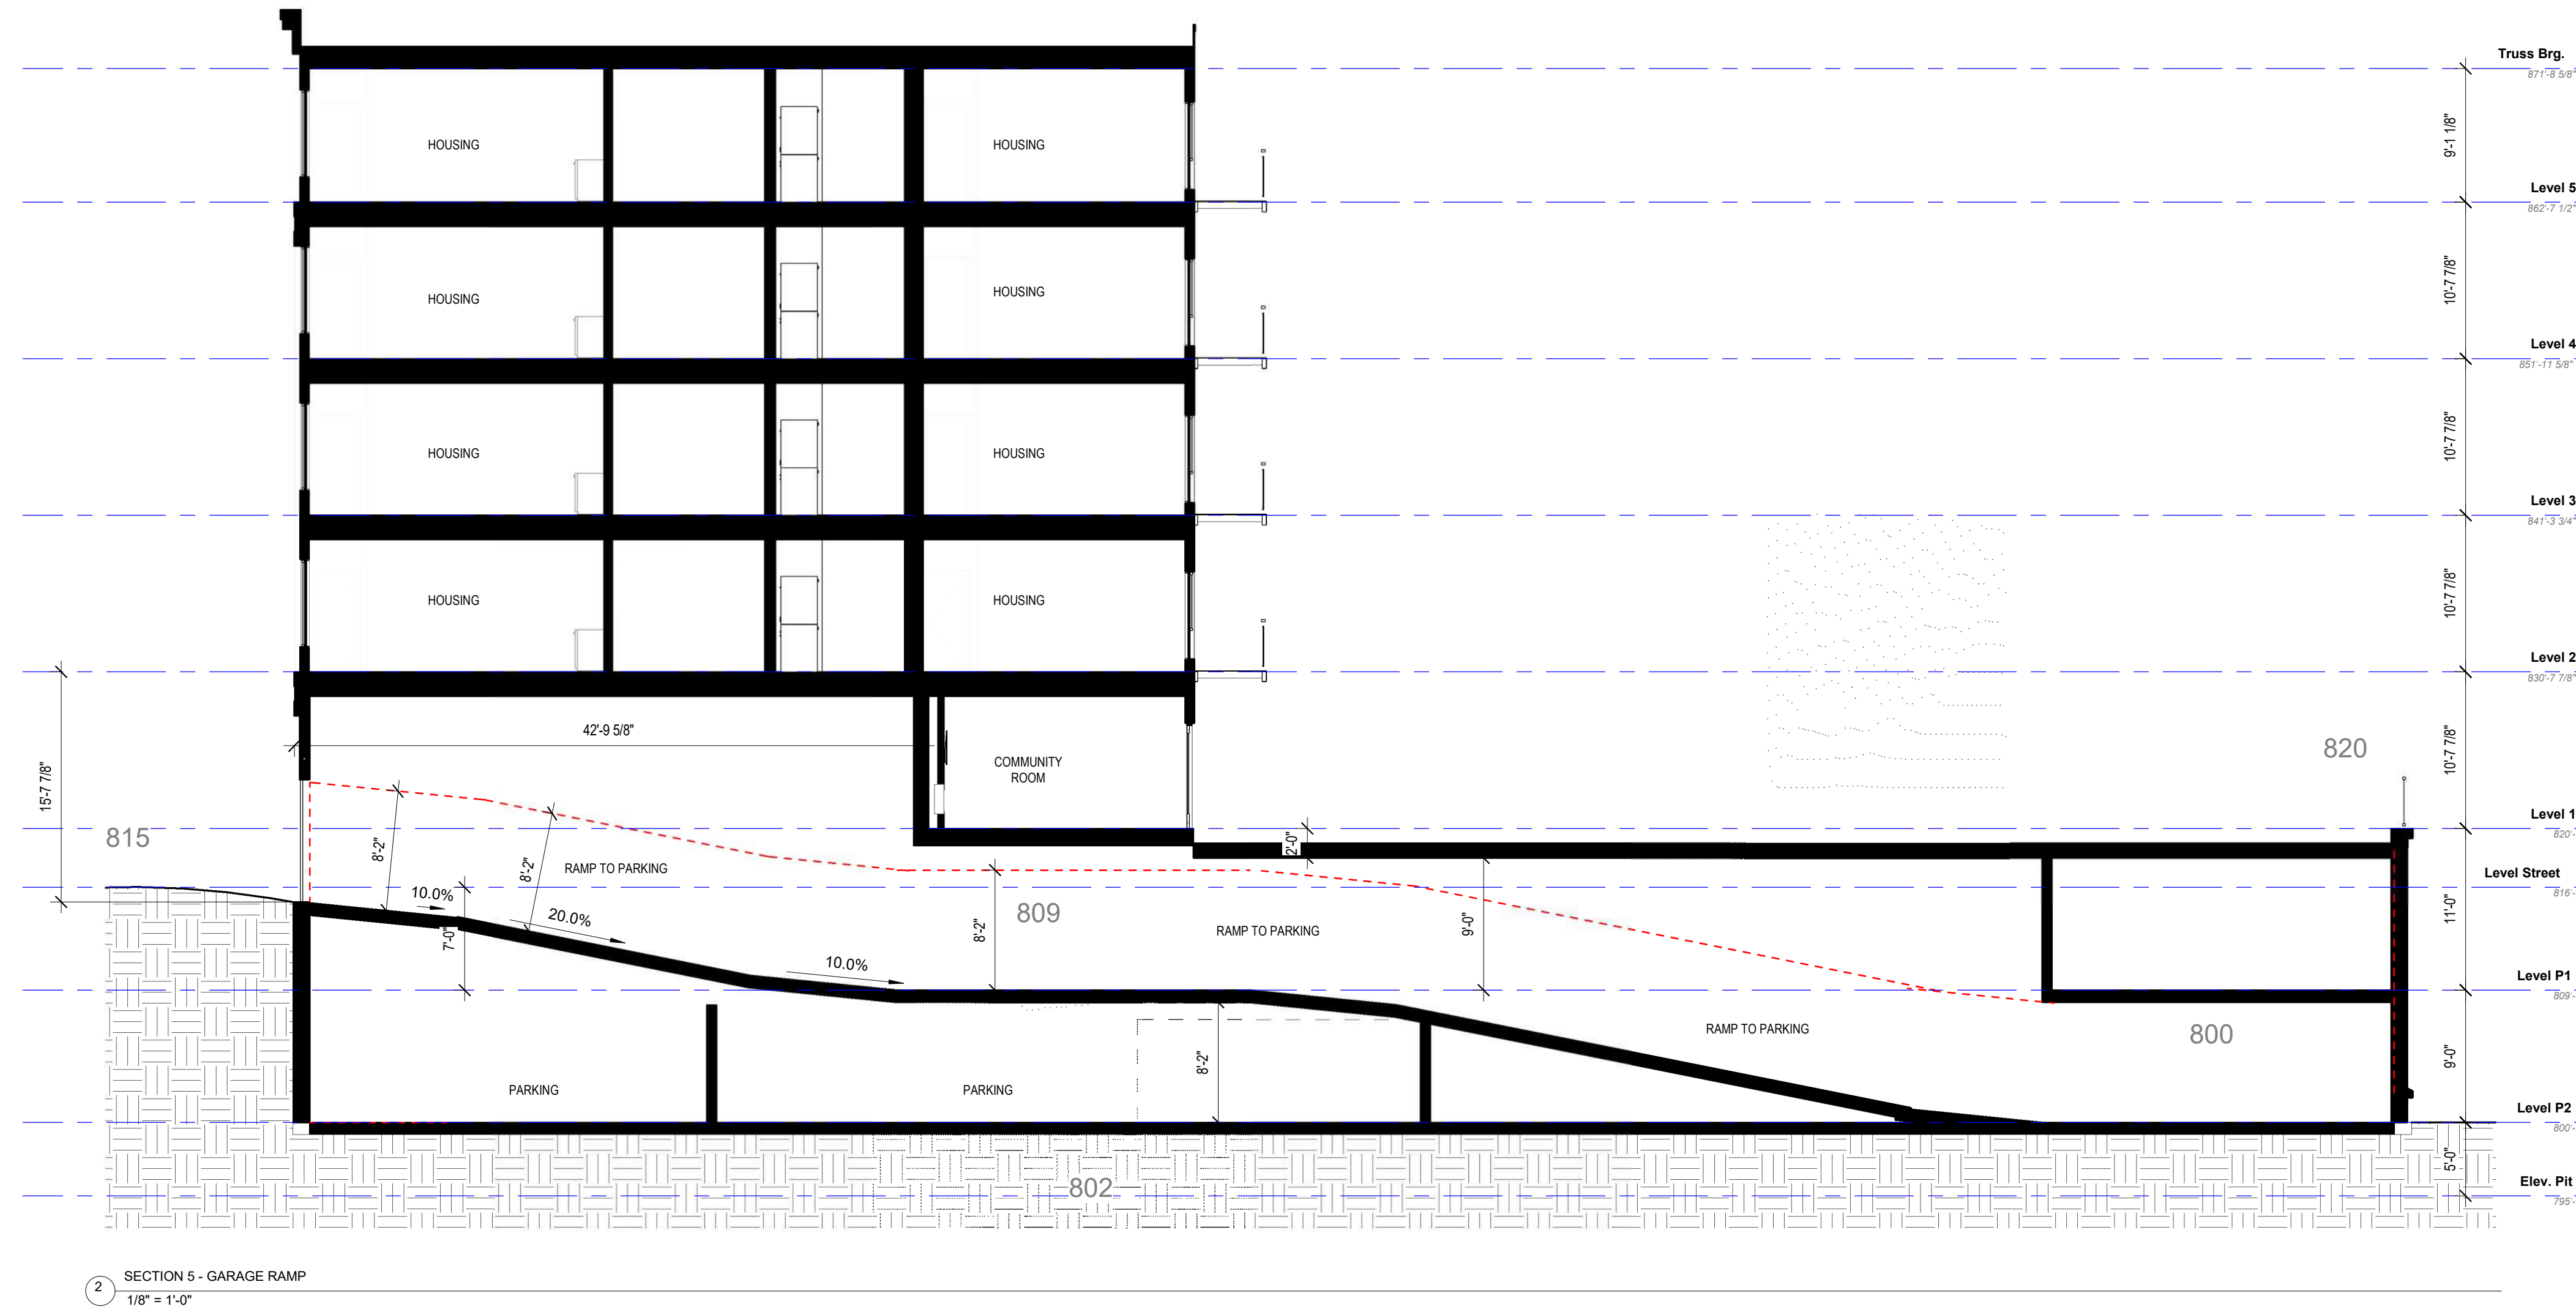 Truss Brg.
871'-8 5/8"
9'-1 1/8"
HOUSING
HOUSING
Level 5
862'-7 1/2"
10'-7 7/8"
HOUSING
HOUSING
Level 4
851'-11 5/8"
10'-7 7/8"
HOUSING
HOUSING
Level 3
841'-3 3/4"
10'-7 7/8"
HOUSING
HOUSING
Level 2
830'-7 7/8"
42'-9 5/8"
15'-7 7/8"
COMMUNITY
ROOM
820
10'-7 7/8"
815
Level 1
820'-
2'-0"
8'-2"
8'-2"
RAMP TO PARKING
Level Street
816'-
10.0%
20.0%
7'-0"
8'-2"
809
RAMP TO PARKING
9'-0"
11'-0"
10.0%
Level P1
809'-
RAMP TO PARKING
800
8'-2"
9'-0"
PARKING
PARKING
Level P2
800'-
5'-0"
802
Elev. Pit
795'-
2
SECTION 5 - GARAGE RAMP
1/8" = 1'-0"